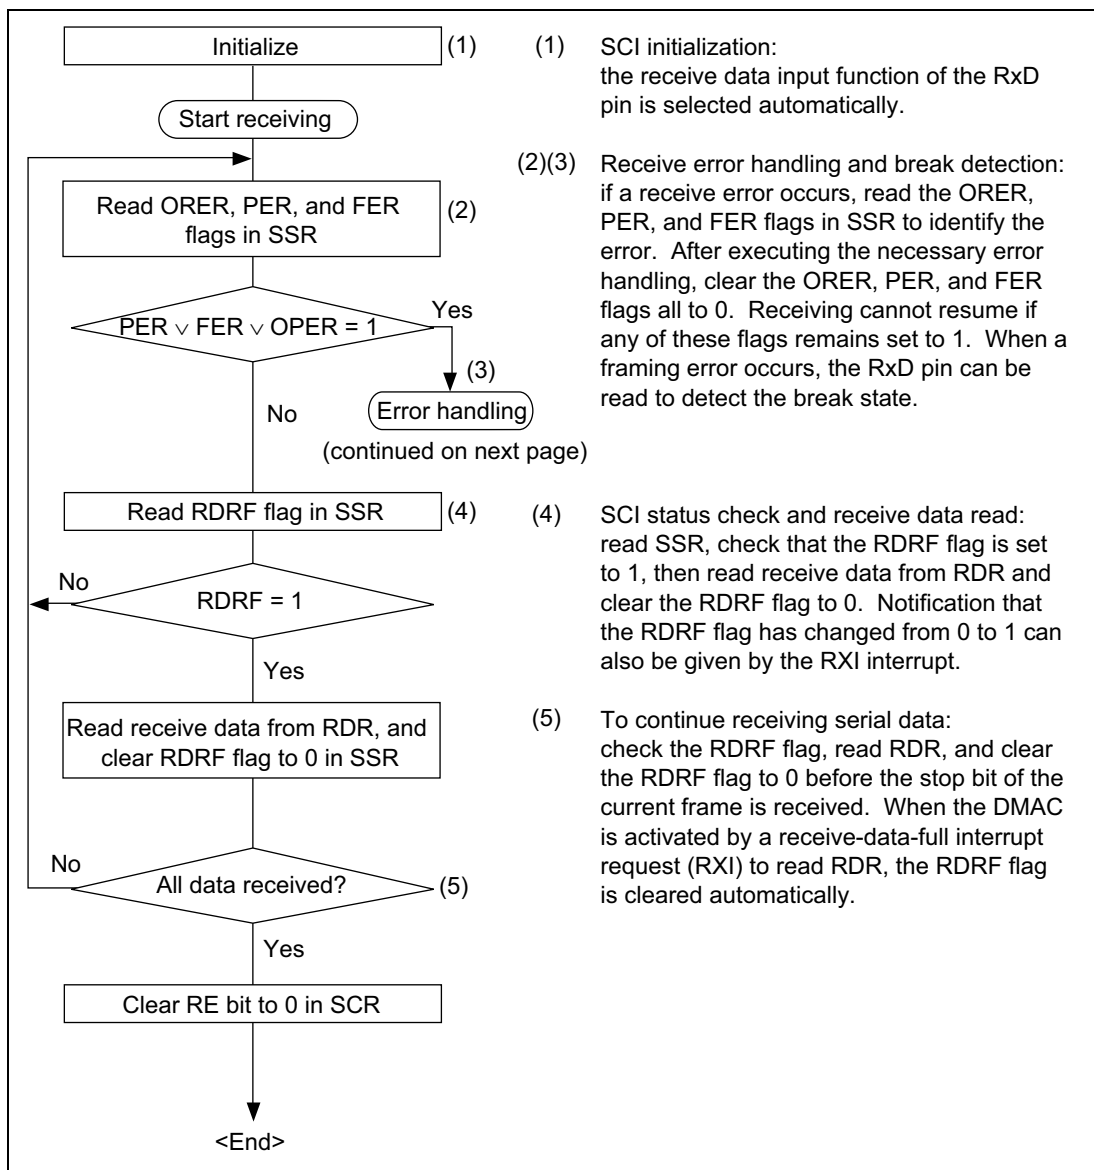 Initialize
(1)
Start receiving
Read ORER, PER, and FER
flags in SSR
(2)
PER ∨ FER ∨ OPER = 1
Yes
(3)
Error handling
No
(continued on next page)
Read RDRF flag in SSR
(4)
No
RDRF = 1
Yes
Read receive data from RDR, and
clear RDRF flag to 0 in SSR
No
All data received?
(5)
Yes
Clear RE bit to 0 in SCR
<End>
(1) SCI initialization:
the receive data input function of the RxD
pin is selected automatically.
(2)(3) Receive error handling and break detection:
if a receive error occurs, read the ORER,
PER, and FER flags in SSR to identify the
error. After executing the necessary error
handling, clear the ORER, PER, and FER
flags all to 0. Receiving cannot resume if
any of these flags remains set to 1. When a
framing error occurs, the RxD pin can be
read to detect the break state.
(4) SCI status check and receive data read:
read SSR, check that the RDRF flag is set
to 1, then read receive data from RDR and
clear the RDRF flag to 0. Notification that
the RDRF flag has changed from 0 to 1 can
also be given by the RXI interrupt.
(5) To continue receiving serial data:
check the RDRF flag, read RDR, and clear
the RDRF flag to 0 before the stop bit of the
current frame is received. When the DMAC
is activated by a receive-data-full interrupt
request (RXI) to read RDR, the RDRF flag
is cleared automatically.